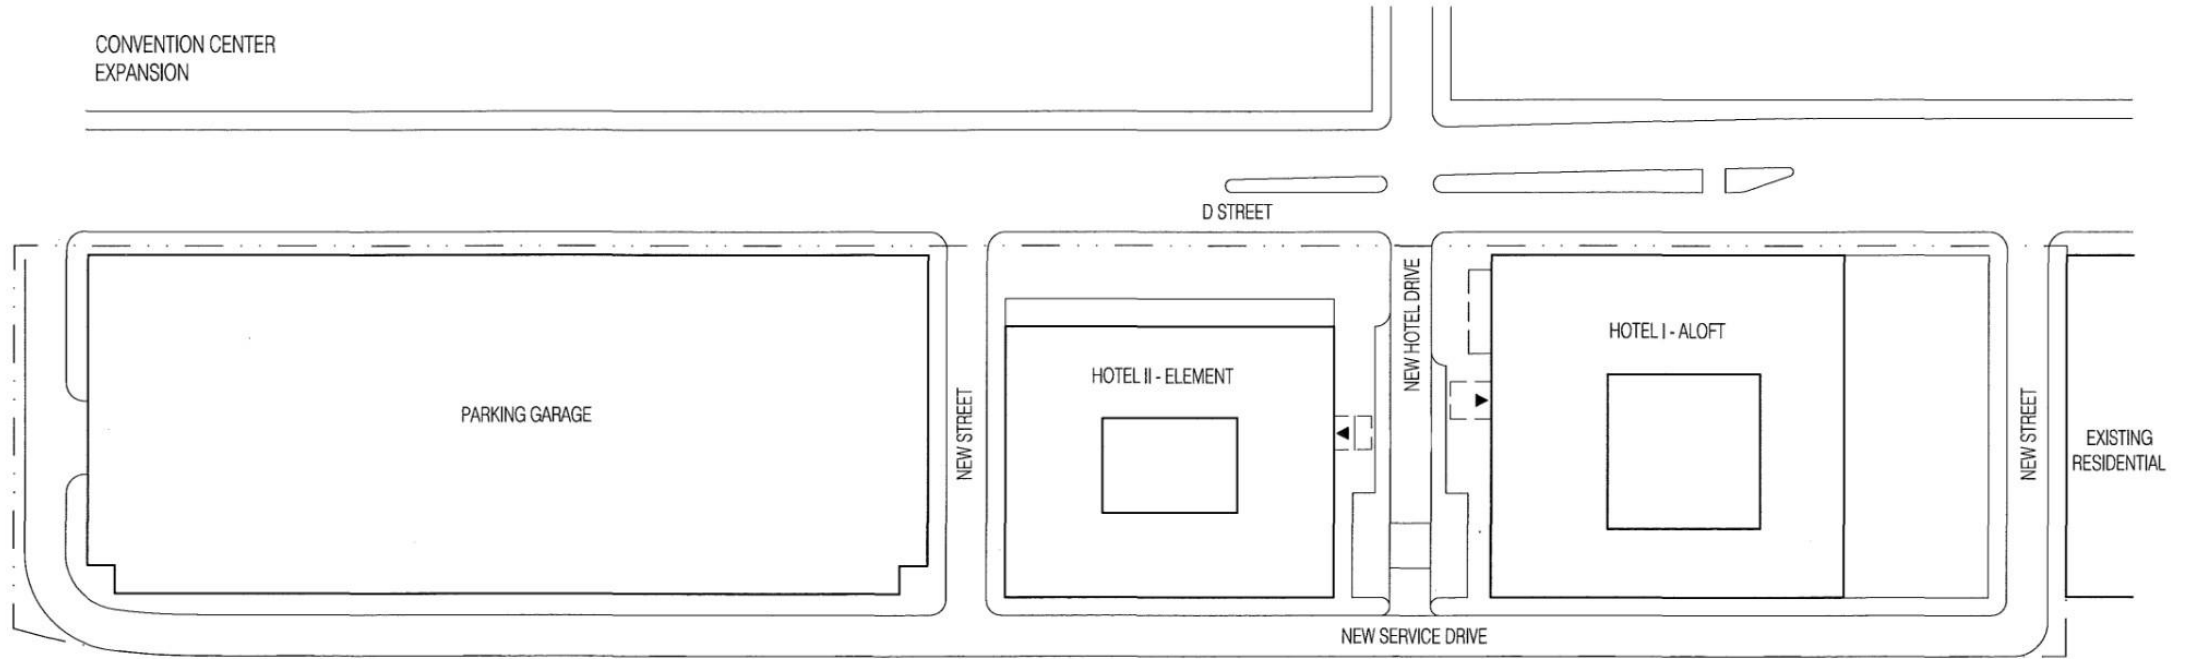 CONVENTION CENTER
EXPANSION
D STREET
NEW HOTEL DRIVE
HOTEL I - ALOFT
HOTEL II - ELEMENT
PARKING GARAGE
NEW STREET
NEW STREET
EXISTING
RESIDENTIAL
NEW SERVICE DRIVE